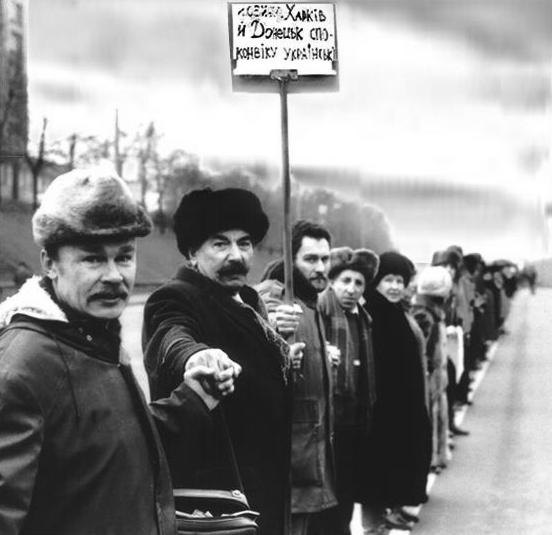 Харків
й Донецьк спо-
конвіку українські